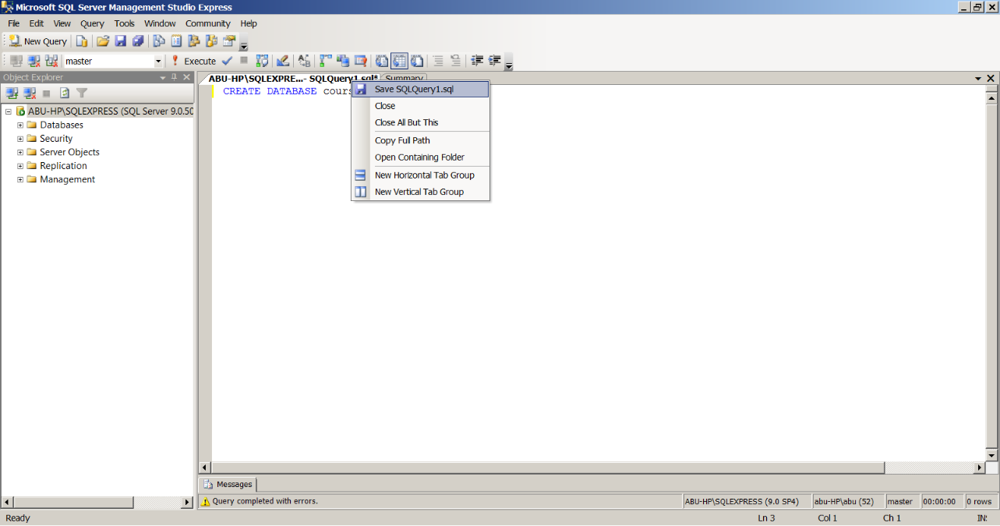 Microsoft SQL Server Management Studio Express
File Edit View Query Tools Window Community Help
New Query
master Execute
Object Explorer
ABU-HP\SQLEXPRE...- SQLQuery1.sql* Summary
CREATE DATABASE cours
Save SQLQuery1.sql
Close
Close All But This
Copy Full Path
Open Containing Folder
New Horizontal Tab Group
New Vertical Tab Group
ABU-HP\SQLEXPRESS (SQL Server 9.0.50
Databases
Security
Server Objects
Replication
Management
Messages
Query completed with errors. ABU-HP\SQLEXPRESS (9.0 SP4) abu-HP\abu (52) master 00:00:00 0 rows
Ready Ln 3 Col 1 Ch 1